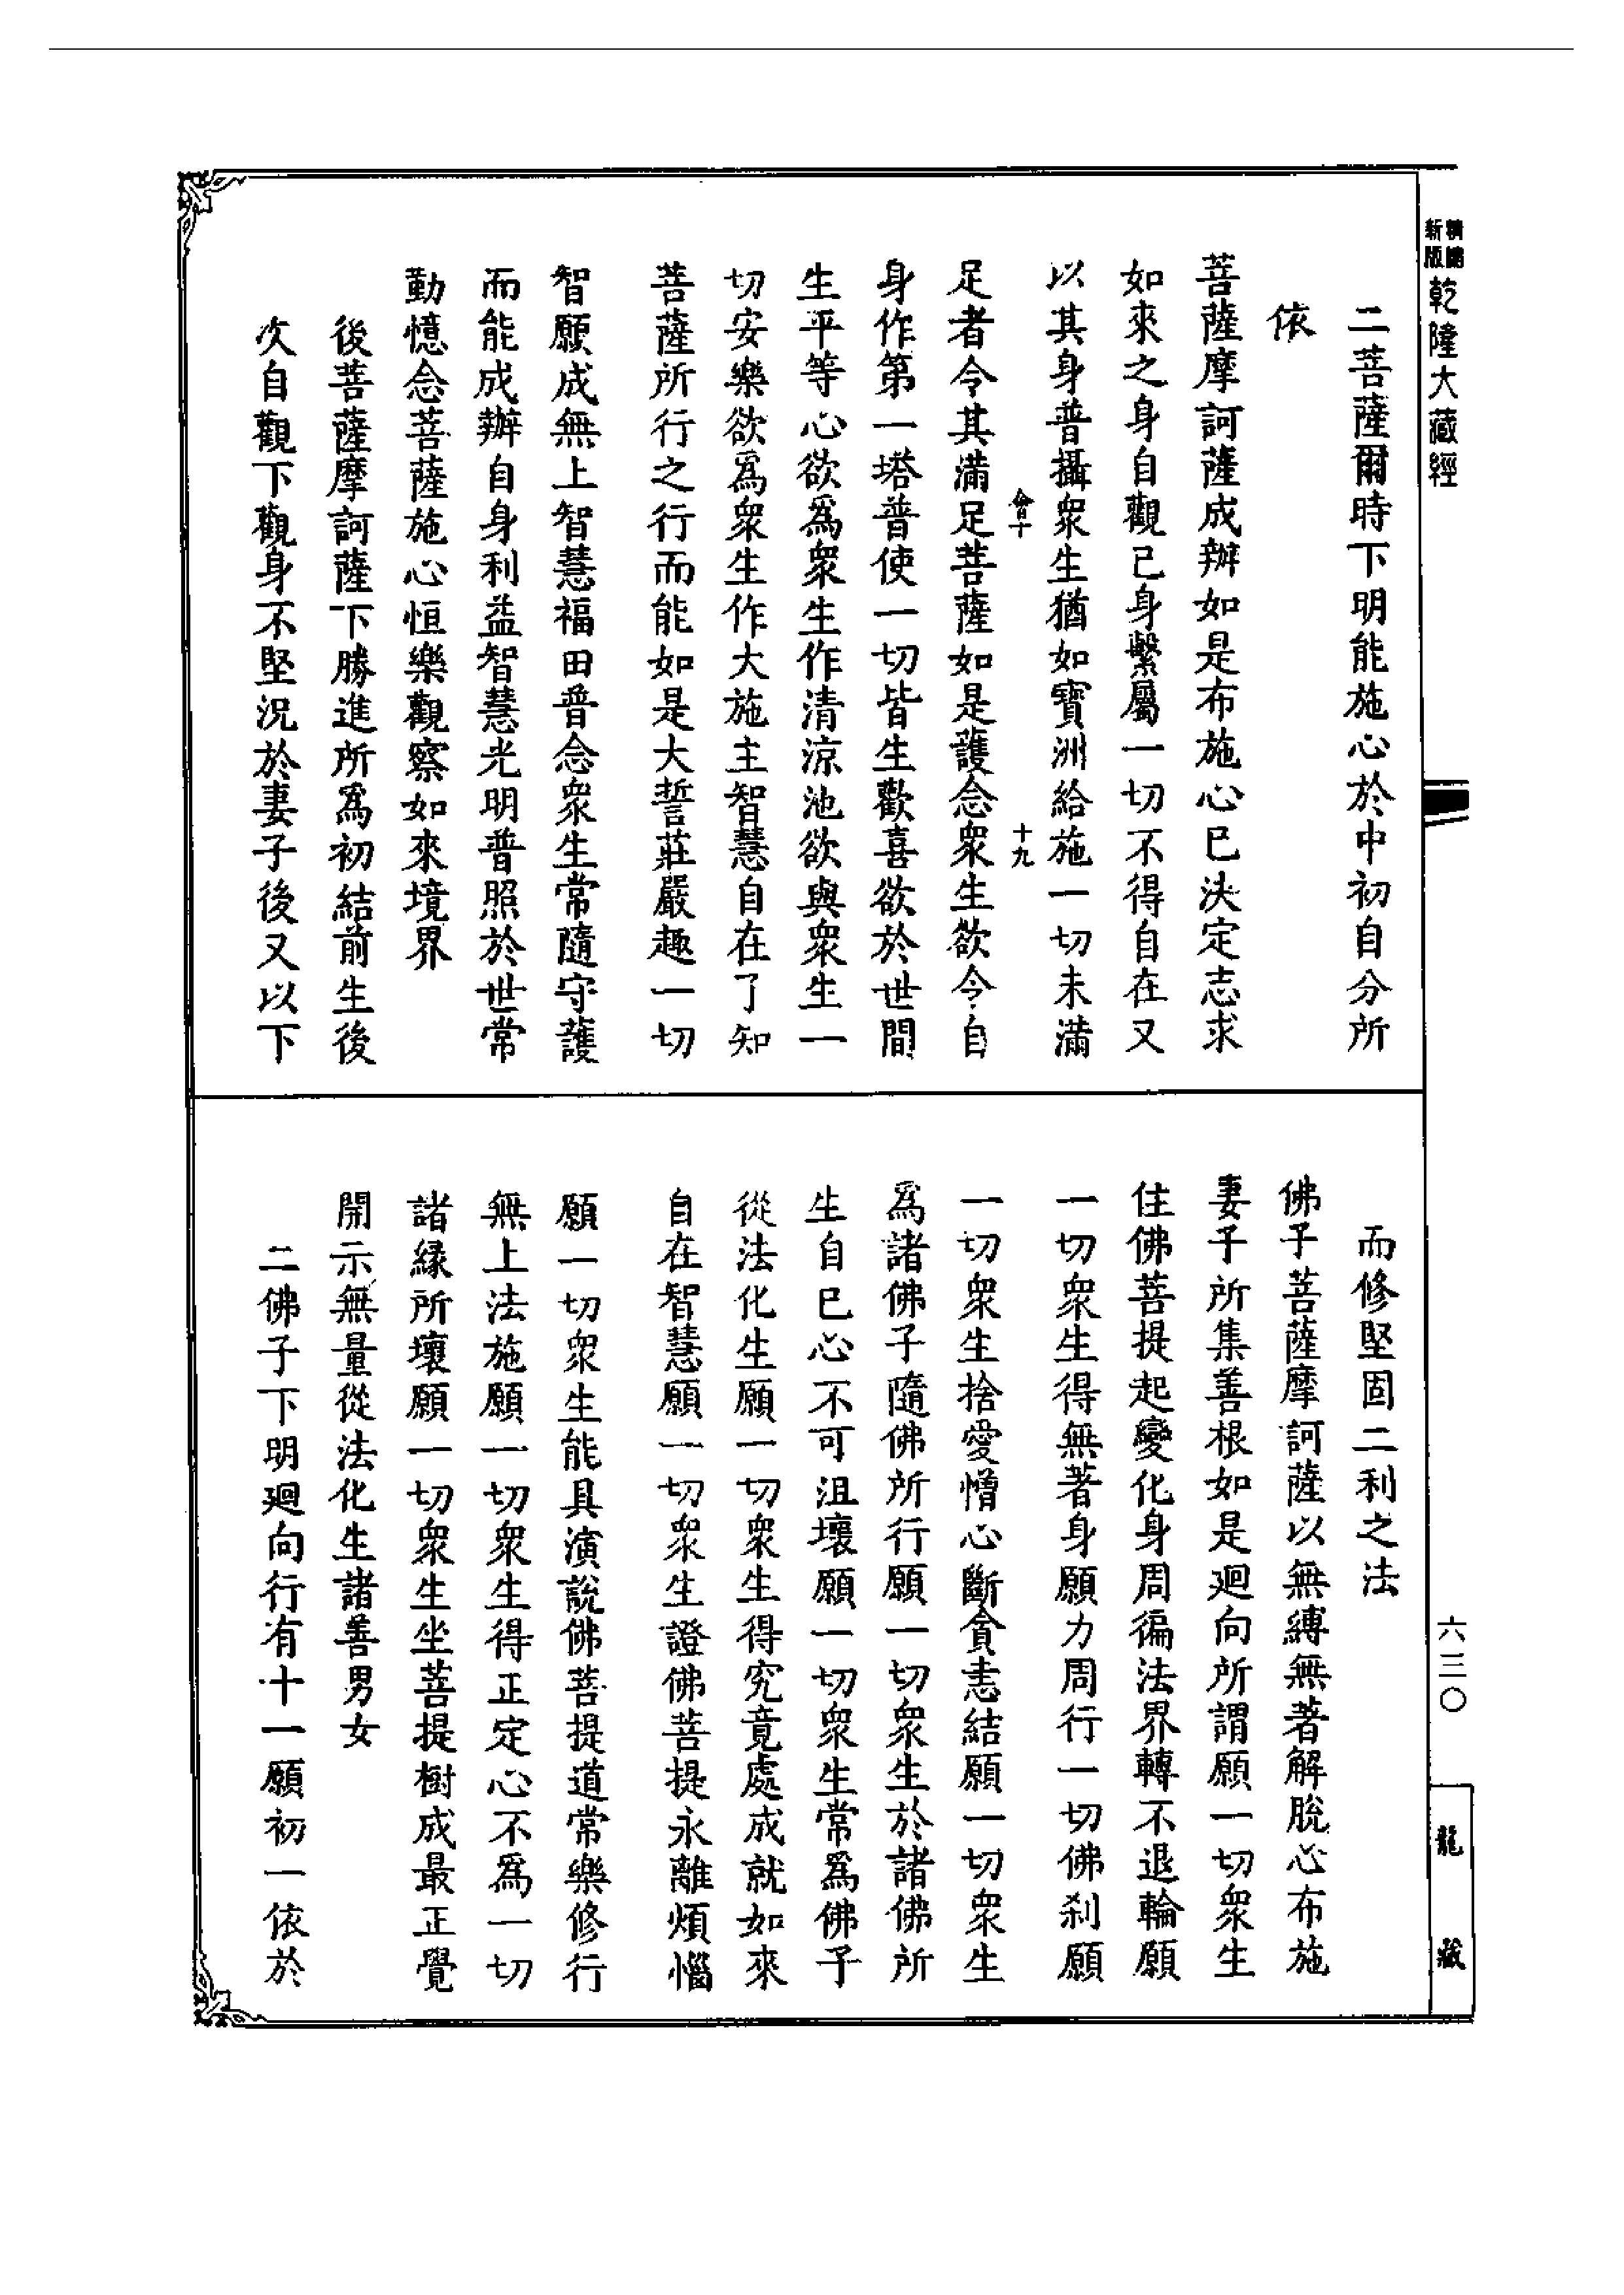 新版精縮乾隆大藏經
二菩薩爾時下明能施心於中初自分所
依
菩薩摩訶薩成辦如是布施心已決定志求
如來之身自觀己身繫屬一切不得自在又
以其身普攝衆生猶如寶洲給施一切未滿
會十 十九
足者令其滿足菩薩如是護念衆生欲令自
身作第一塔普使一切皆生歡喜欲於世間
生平等心欲爲衆生作清涼池欲與衆生一
切安樂欲爲衆生作大施主智慧自在了知
菩薩所行之行而能如是大誓莊嚴趣一切
智願成無上智慧福田普念衆生常隨守護
而能成辦自身利益智慧光明普照於世常
勤憶念菩薩施心恒樂觀察如來境界
後菩薩摩訶薩下勝進所爲初結前生後
次自觀下觀身不堅況於妻子後又以下
而修堅固二利之法
佛子菩薩摩訶薩以無縛無著解脫心布施
妻子所集善根如是迴向所謂願一切衆生
住佛菩提起變化身周徧法界轉不退輪願
一切衆生得無著身願力周行一切佛刹願
一切衆生捨愛憎心斷貪恚結願一切衆生
爲諸佛子隨佛所行願一切衆生於諸佛所
生自己心不可沮壞願一切衆生常爲佛子
從法化生願一切衆生得究竟處成就如來
自在智慧願一切衆生證佛菩提永離煩惱
願一切衆生能具演說佛菩提道常樂修行
無上法施願一切衆生得正定心不爲一切
諸緣所壞願一切衆生坐菩提樹成最正覺
開示無量從法化生諸善男女
二佛子下明迴向行有十一願初一依於
六三〇
龍藏